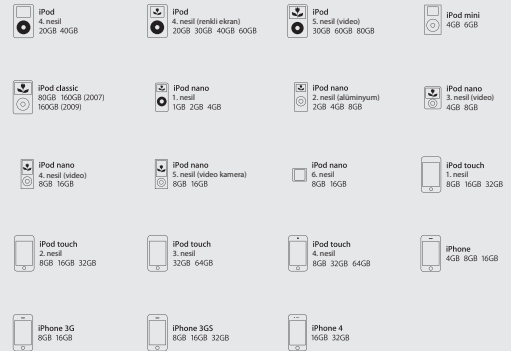 iPod
4. nesil
20GB 40GB
iPod
4. nesil (renkli ekran)
20GB 30GB 40GB 60GB
iPod
5. nesil (video)
30GB 60GB 80GB
iPod mini
4GB 6GB
iPod classic
80GB 160GB (2007)
160GB (2009)
iPod nano
1. nesil
1GB 2GB 4GB
iPod nano
2. nesil (alüminyum)
2GB 4GB 8GB
iPod nano
3. nesil (video)
4GB 8GB
iPod nano
4. nesil (video)
8GB 16GB
iPod nano
5. nesil (video kamera)
8GB 16GB
iPod nano
6. nesil
8GB 16GB
iPod touch
1. nesil
8GB 16GB 32GB
iPod touch
2. nesil
8GB 16GB 32GB
iPod touch
3. nesil
32GB 64GB
iPod touch
4. nesil
8GB 32GB 64GB
iPhone
4GB 8GB 16GB
iPhone 3G
8GB 16GB
iPhone 3GS
8GB 16GB 32GB
iPhone 4
16GB 32GB